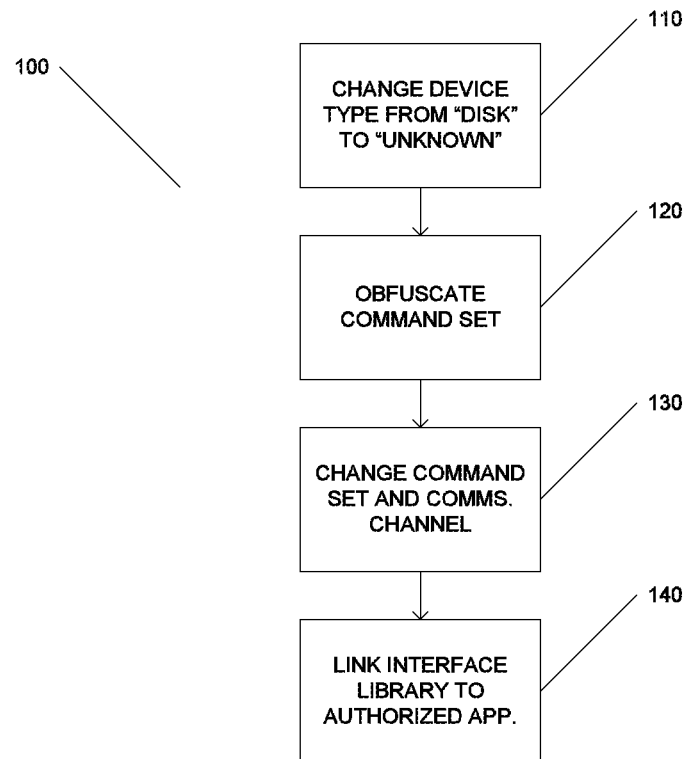 110
100
CHANGE DEVICE
TYPE FROM “DISK”
TO “UNKNOWN”
120
OBFUSCATE
COMMAND SET
130
CHANGE COMMAND
SET AND COMMS.
CHANNEL
140
LINK INTERFACE
LIBRARY TO
AUTHORIZED APP.